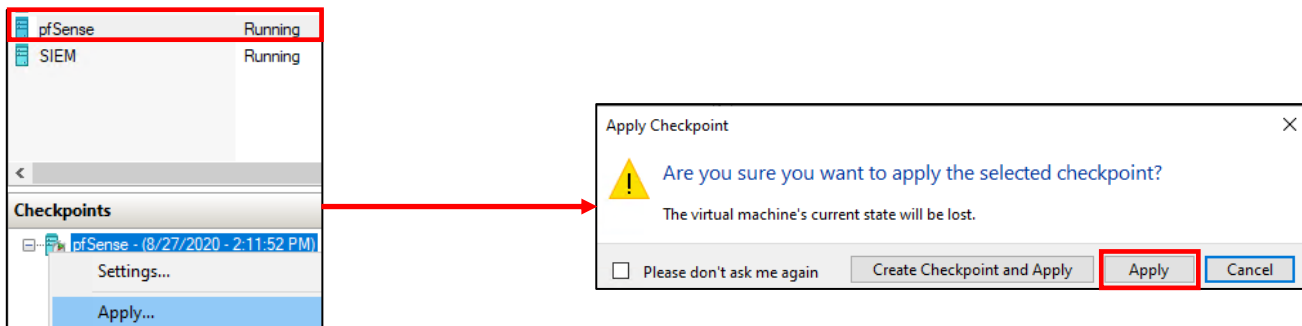 pfSense Running
SIEM Running
Checkpoints
pfSense - (8/27/2020 - 2:11:52 PM)
Settings...
Apply...
Apply Checkpoint
Are you sure you want to apply the selected checkpoint?
The virtual machine's current state will be lost.
Please don't ask me again Create Checkpoint and Apply Apply Cancel